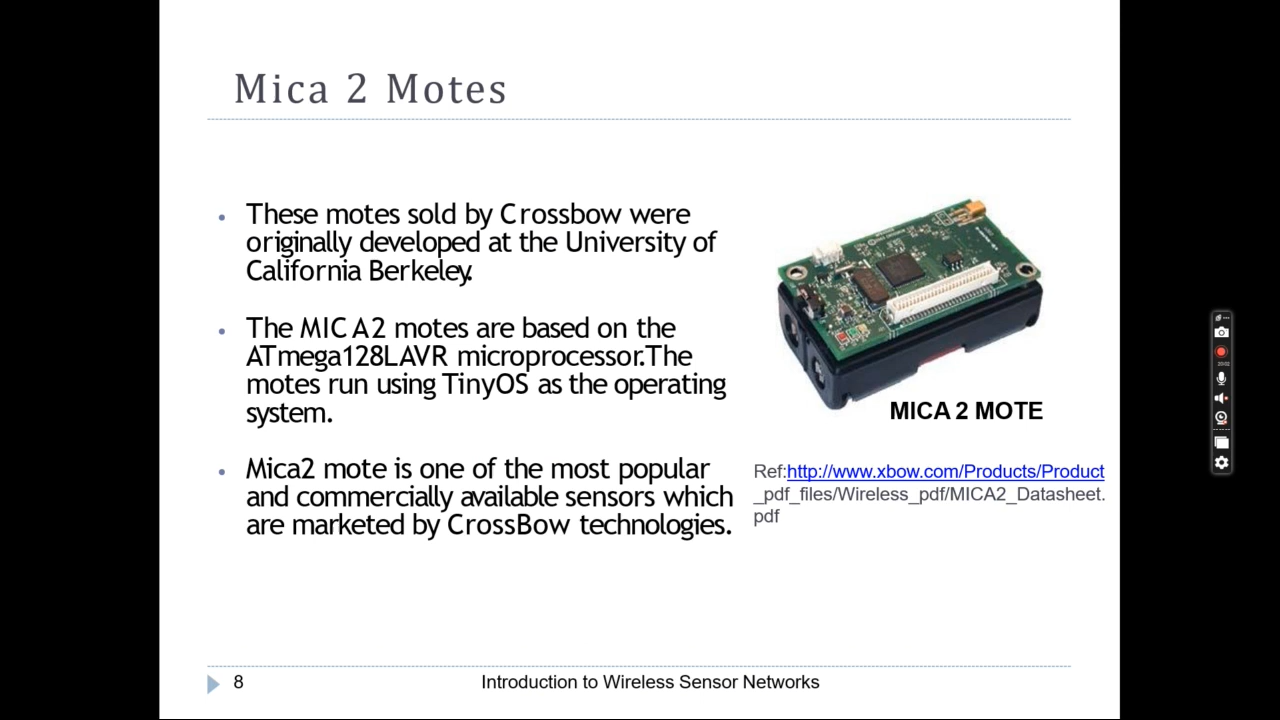 Mica 2 Motes
These motes sold by Crossbow were
originally developed at the University of
California Berkeley.
The MICA2 motes are based on the
ATmega128LAVR microprocessor.The
motes run using TinyOS as the operating
system.
Mica2 mote is one of the most popular
and commercially available sensors which
are marketed by CrossBow technologies.
MICA 2 MOTE
Ref:http://www.xbow.com/Products/Product
_pdf_files/Wireless_pdf/MICA2_Datasheet.
pdf
8
Introduction to Wireless Sensor Networks